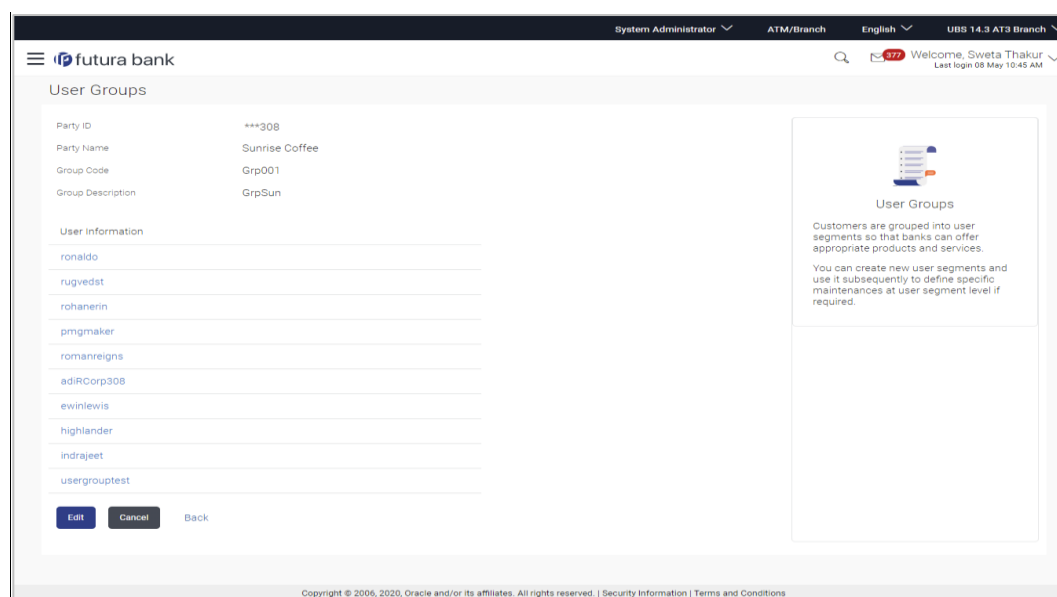 System Administrator ATM/Branch English UBS 14.3 AT3 Branch
futura bank
377 Welcome, Sweta Thakur
Last login 08 May 10:45 AM
User Groups
Party ID ***308
Party Name Sunrise Coffee
Group Code Grp001
Group Description GrpSun
User Information
ronaldo
rugvedst
rohanerin
pmgmaker
romanreigns
adiRCorp308
ewinlewis
highlander
indrajeet
usergrouptest
Edit Cancel Back
User Groups
Customers are grouped into user
segments so that banks can offer
appropriate products and services.
You can create new user segments and
use it subsequently to define specific
maintenances at user segment level if
required.
Copyright © 2006, 2020, Oracle and/or its affiliates. All rights reserved. | Security Information | Terms and Conditions